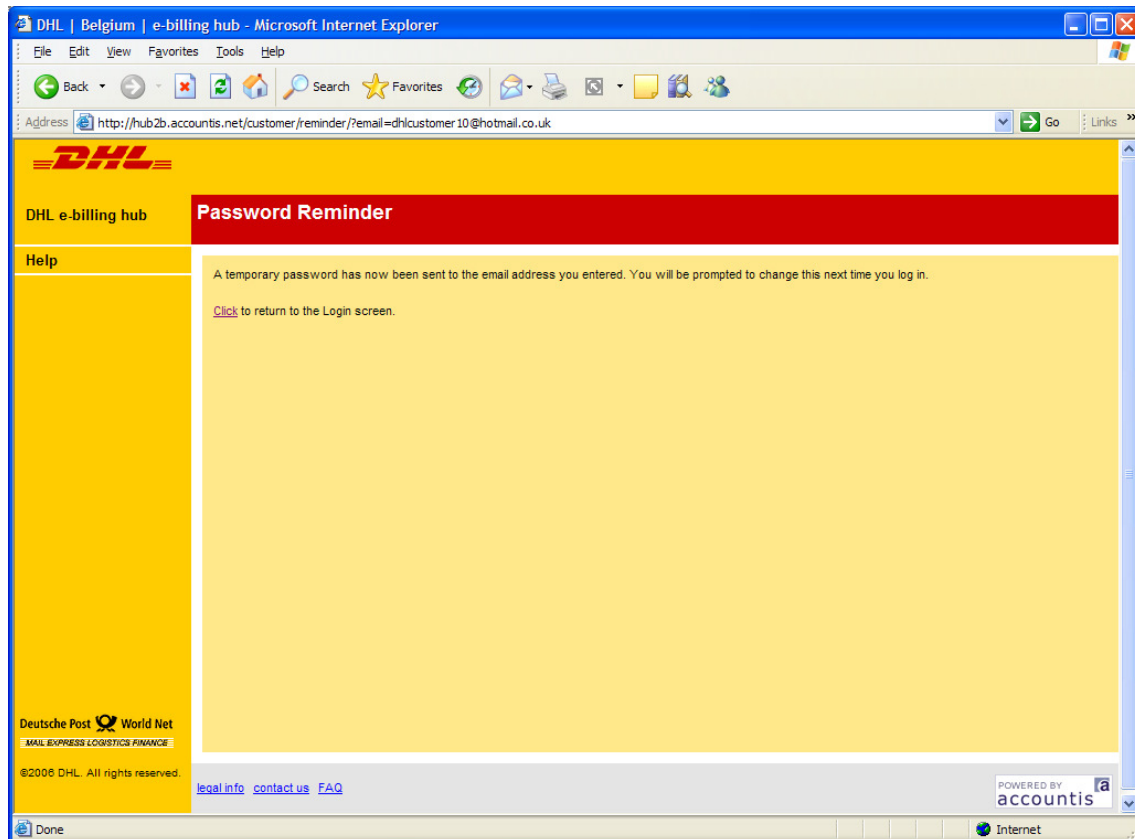 DHL | Belgium | e-billing hub - Microsoft Internet Explorer
File Edit View Favorites Tools Help
Back Search Favorites
Address http://hub2b.accountis.net/customer/reminder/?email=dhlcustomer10@hotmail.co.uk Go Links »
DHL
DHL e-billing hub
Password Reminder
Help
A temporary password has now been sent to the email address you entered. You will be prompted to change this next time you log in.
Click to return to the Login screen.
Deutsche Post World Net
MAIL EXPRESS LOGISTICS FINANCE
©2006 DHL. All rights reserved.
legal info contact us FAQ
POWERED BY
accountis a
Done Internet